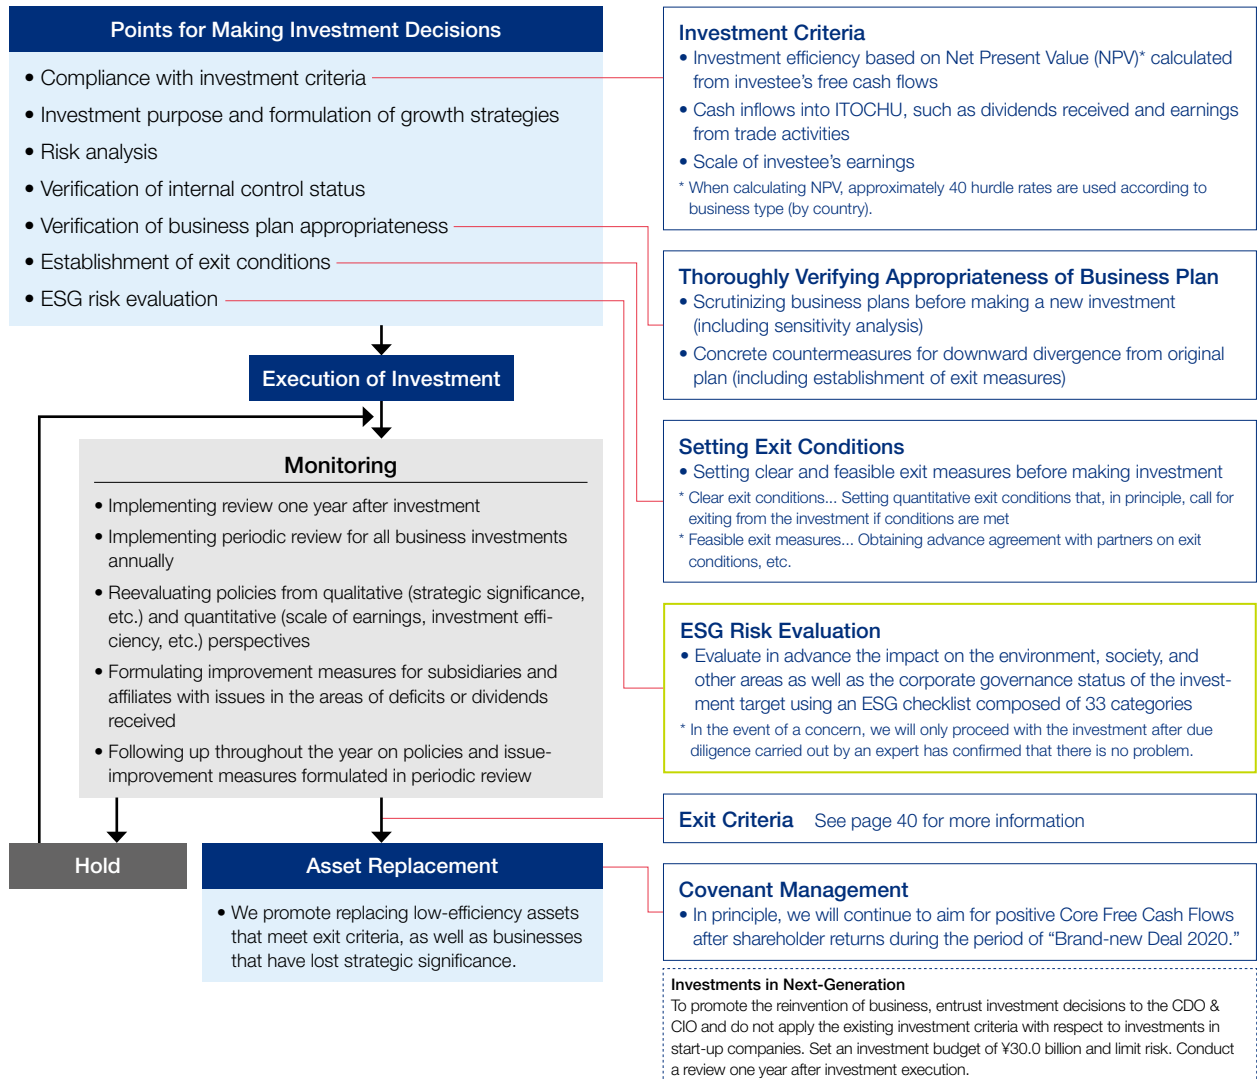 Points for Making Investment Decisions
• Compliance with investment criteria
• Investment purpose and formulation of growth strategies
• Risk analysis
• Verification of internal control status
• Verification of business plan appropriateness
• Establishment of exit conditions
• ESG risk evaluation
Execution of Investment
Monitoring
• Implementing review one year after investment
• Implementing periodic review for all business investments
annually
• Reevaluating policies from qualitative (strategic significance,
etc.) and quantitative (scale of earnings, investment effi-
ciency, etc.) perspectives
• Formulating improvement measures for subsidiaries and
affiliates with issues in the areas of deficits or dividends
received
• Following up throughout the year on policies and issue-
improvement measures formulated in periodic review
Hold
Asset Replacement
• We promote replacing low-efficiency assets
that meet exit criteria, as well as businesses
that have lost strategic significance.
Investment Criteria
• Investment efficiency based on Net Present Value (NPV)* calculated
from investee's free cash flows
• Cash inflows into ITOCHU, such as dividends received and earnings
from trade activities
• Scale of investee's earnings
* When calculating NPV, approximately 40 hurdle rates are used according to
business type (by country).
Thoroughly Verifying Appropriateness of Business Plan
• Scrutinizing business plans before making a new investment
(including sensitivity analysis)
• Concrete countermeasures for downward divergence from original
plan (including establishment of exit measures)
Setting Exit Conditions
• Setting clear and feasible exit measures before making investment
* Clear exit conditions... Setting quantitative exit conditions that, in principle, call for
exiting from the investment if conditions are met
* Feasible exit measures... Obtaining advance agreement with partners on exit
conditions, etc.
ESG Risk Evaluation
• Evaluate in advance the impact on the environment, society, and
other areas as well as the corporate governance status of the invest-
ment target using an ESG checklist composed of 33 categories
* In the event of a concern, we will only proceed with the investment after due
diligence carried out by an expert has confirmed that there is no problem.
Exit Criteria See page 40 for more information
Covenant Management
• In principle, we will continue to aim for positive Core Free Cash Flows
after shareholder returns during the period of “Brand-new Deal 2020.”
Investments in Next-Generation
To promote the reinvention of business, entrust investment decisions to the CDO &
CIO and do not apply the existing investment criteria with respect to investments in
start-up companies. Set an investment budget of ¥30.0 billion and limit risk. Conduct
a review one year after investment execution.